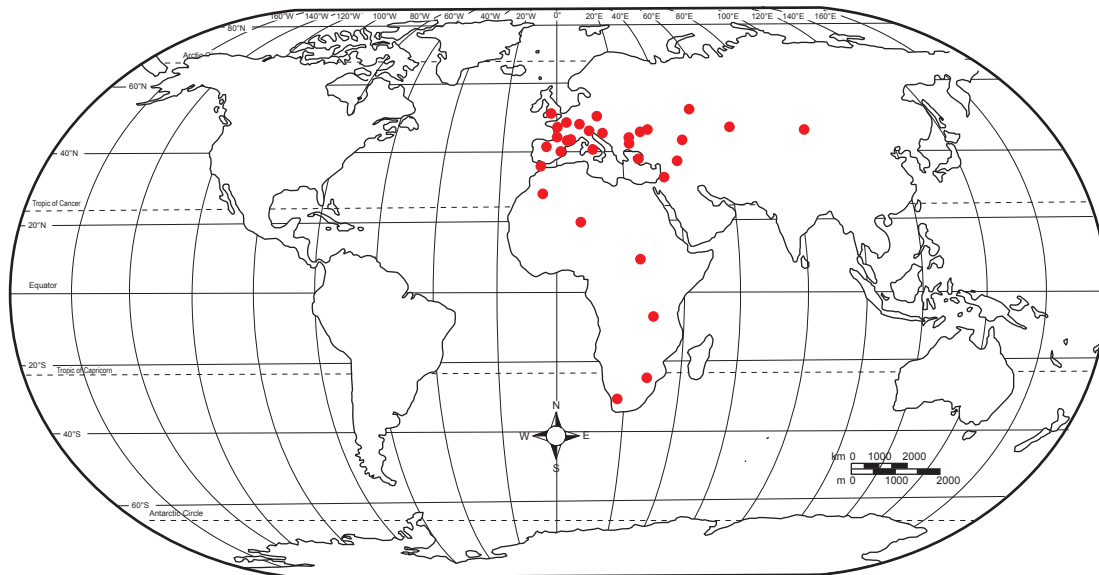 160°W 140°W 120°W 100°W 80°W 60°W 40°W 20°W 0° 20°E 40°E 60°E 80°E 100°E 120°E 140°E 160°E
80°N
Arctic
60°N
40°N
Tropic of Cancer
20°N
Equator
20°S
Tropic of Capricorn
N
W E
S
40°S
km 0 1000 2000
m 0 1000 2000
60°S
Antarctic Circle